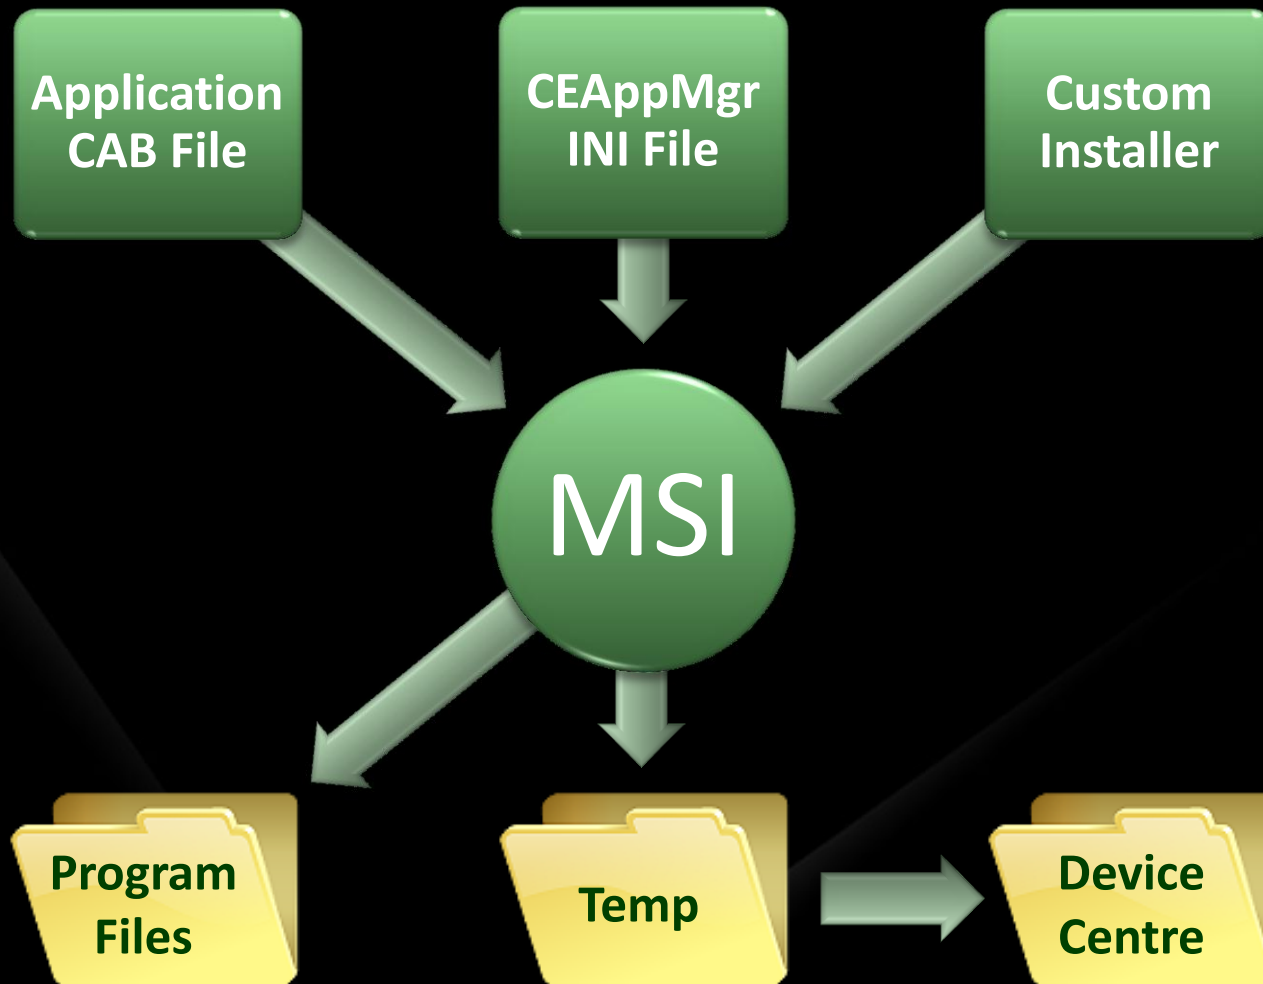 Application
CAB File
CEAppMgr
INI File
Custom
Installer
MSI
Program
Files
Temp
Device
Centre